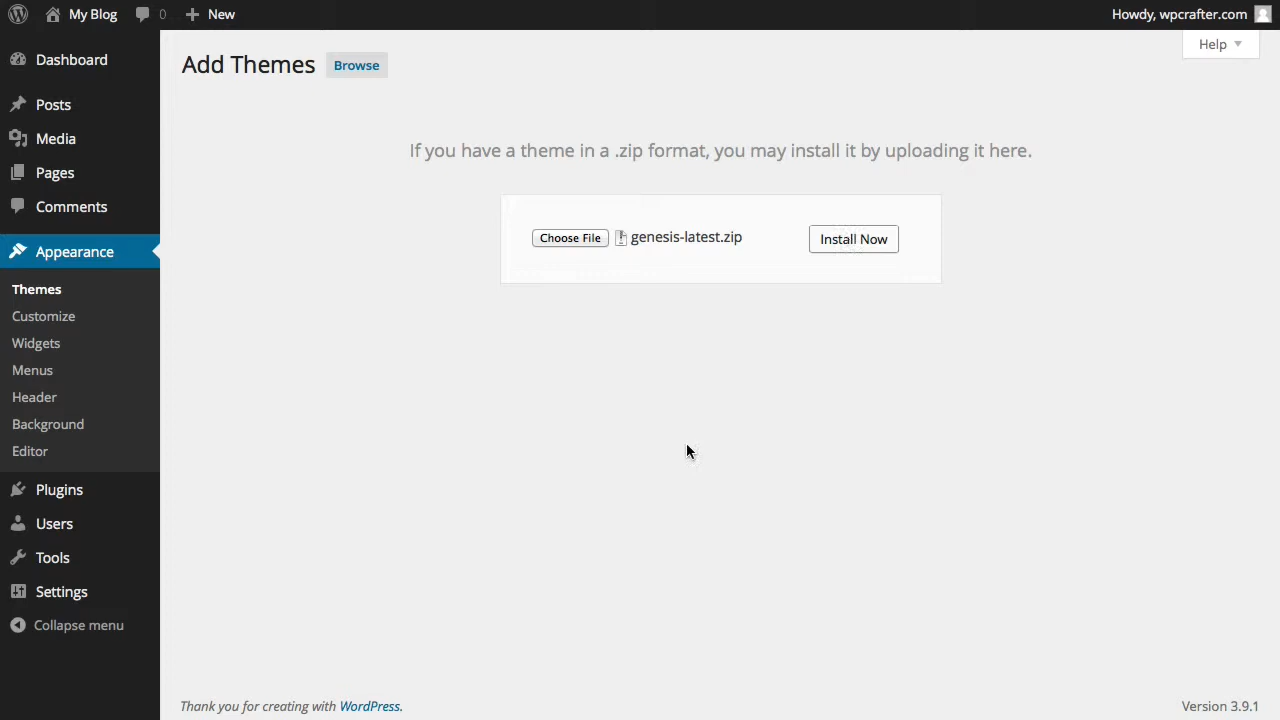 My Blog 0 New Howdy, wpcrafter.com
Help
Add Themes Browse
Dashboard
Posts
Media
Pages
Comments
Appearance
Themes
Customize
Widgets
Menus
Header
Background
Editor
Plugins
Users
Tools
Settings
Collapse menu
If you have a theme in a .zip format, you may install it by uploading it here.
Choose File genesis-latest.zip Install Now
Thank you for creating with WordPress. Version 3.9.1